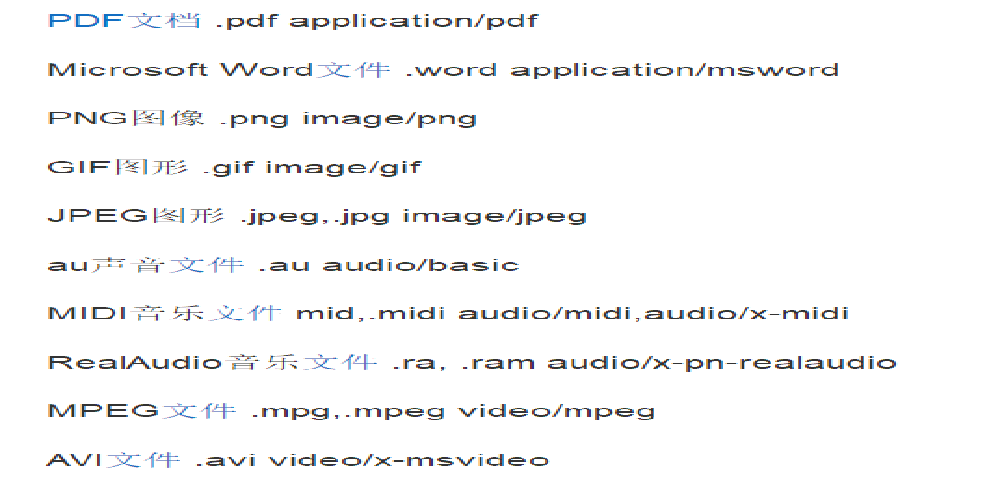 PDF文档 .pdf application/pdf
Microsoft Word文件 .word application/msword
PNG图像 .png image/png
GIF图形 .gif image/gif
JPEG图形 .jpeg,.jpg image/jpeg
au声音文件 .au audio/basic
MIDI音乐文件 mid,.midi audio/midi,audio/x-midi
RealAudio音乐文件 .ra, .ram audio/x-pn-realaudio
MPEG文件 .mpg,.mpeg video/mpeg
AVI文件 .avi video/x-msvideo